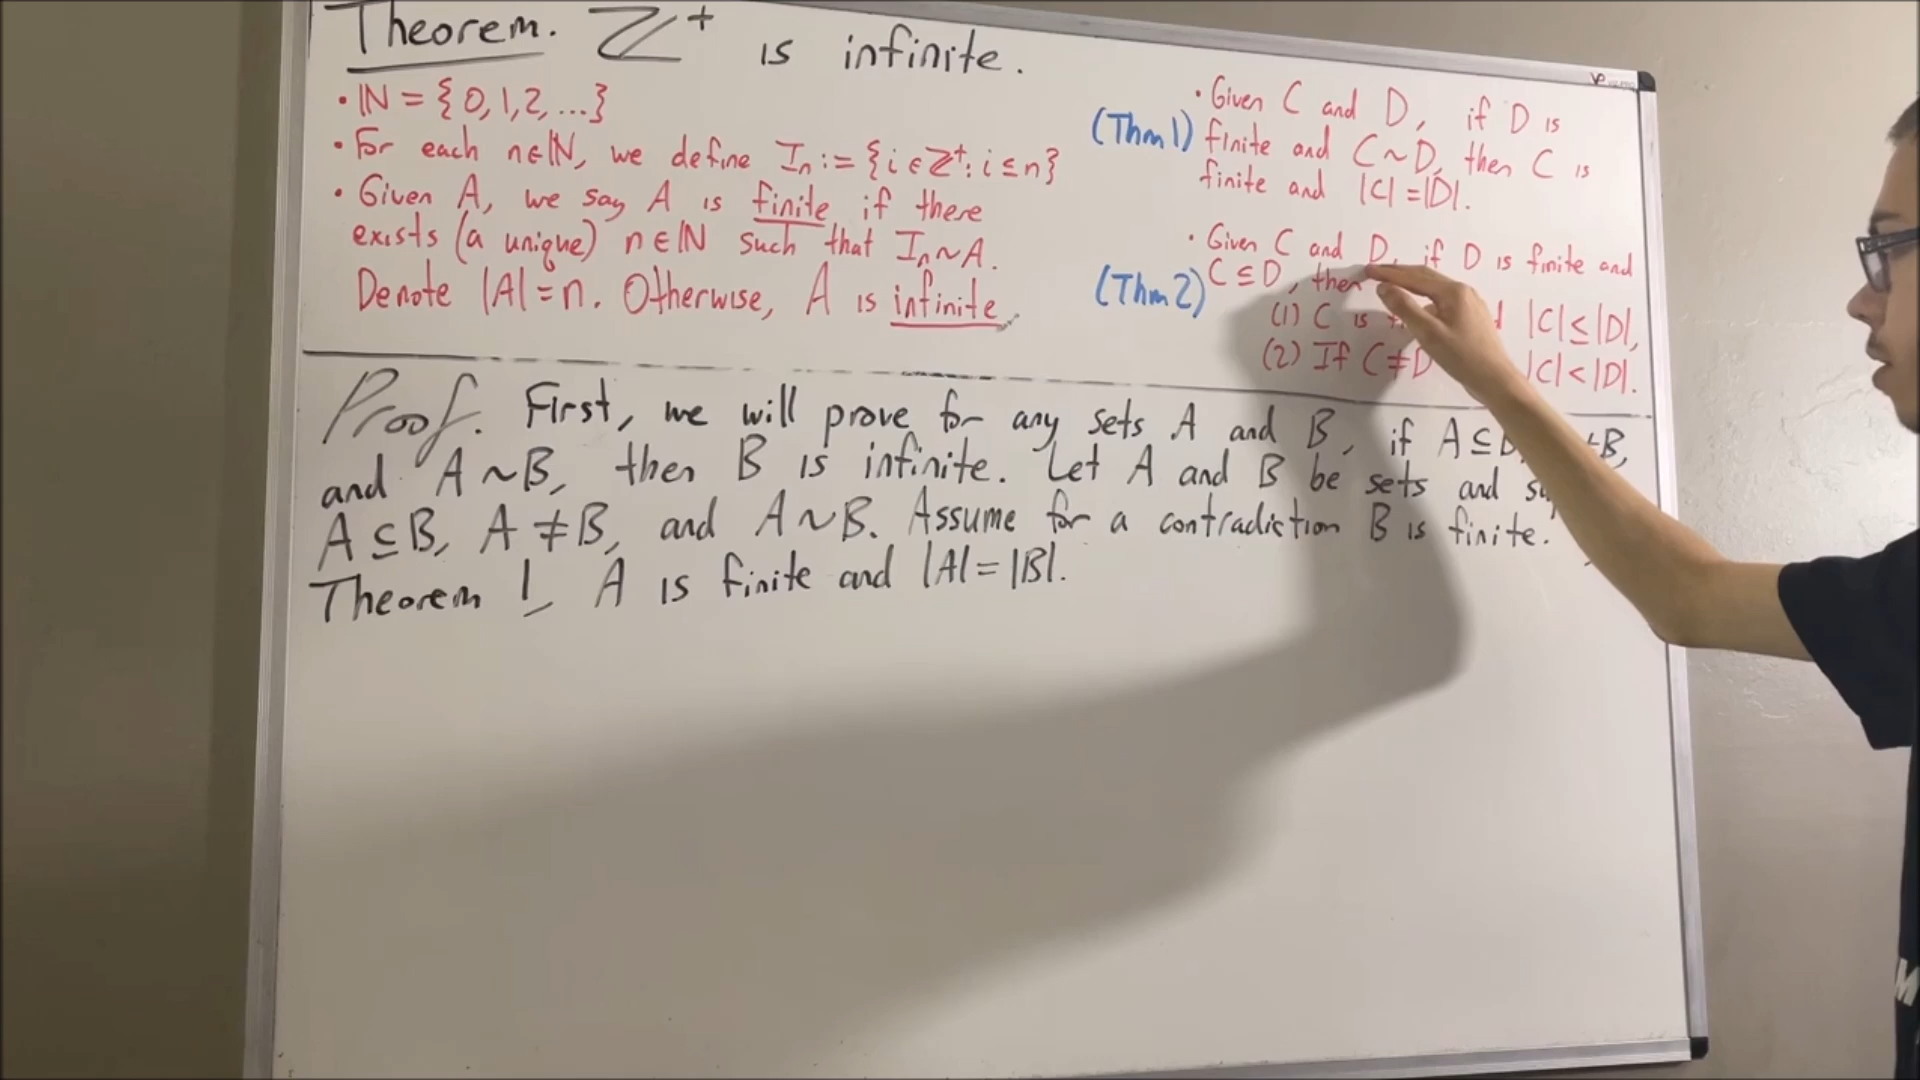 Theorem. ℤ⁺ is infinite.
• ℕ = {0,1,2,...}
• For each n∈ℕ, we define Iₙ := {i∈ℤ⁺: i≤n}
• Given A, we say A is finite if there
exists (a unique) n∈ℕ such that Iₙ~A.
Denote |A|=n. Otherwise, A is infinite.
(Thm 1)
• Given C and D, if D is
finite and C~D, then C is
finite and |C|=|D|.
(Thm 2)
• Given C and D, if D is finite and
C⊆D, then
(1) C is |C|≤|D|,
(2) If C≠D |C|<|D|.
Proof. First, we will prove for any sets A and B, if A⊆ B,
and A~B, then B is infinite. Let A and B be sets and
A⊆B, A≠B, and A~B. Assume for a contradiction B is finite.
Theorem 1, A is finite and |A|=|B|.